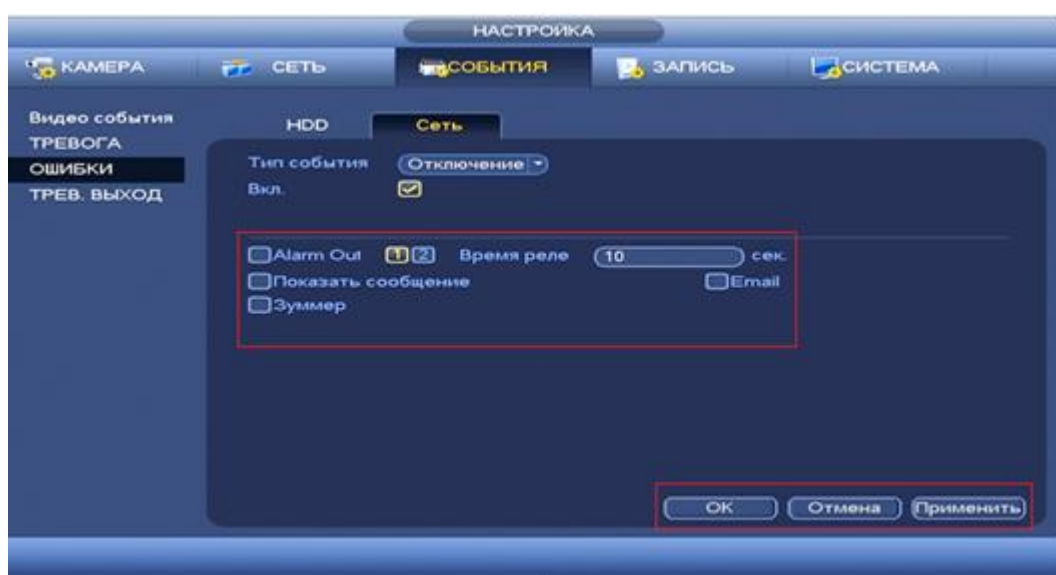 НАСТРОЙКА
КАМЕРА СЕТЬ СОБЫТИЯ ЗАПИСЬ СИСТЕМА
Видео события
ТРЕВОГА
ОШИБКИ
ТРЕВ. ВЫХОД
HDD Сеть
Тип события Отключение
Вкл.
Alarm Out 1 2 Время реле 10 сек.
Показать сообщение Email
Зуммер
OK Отмена Применить